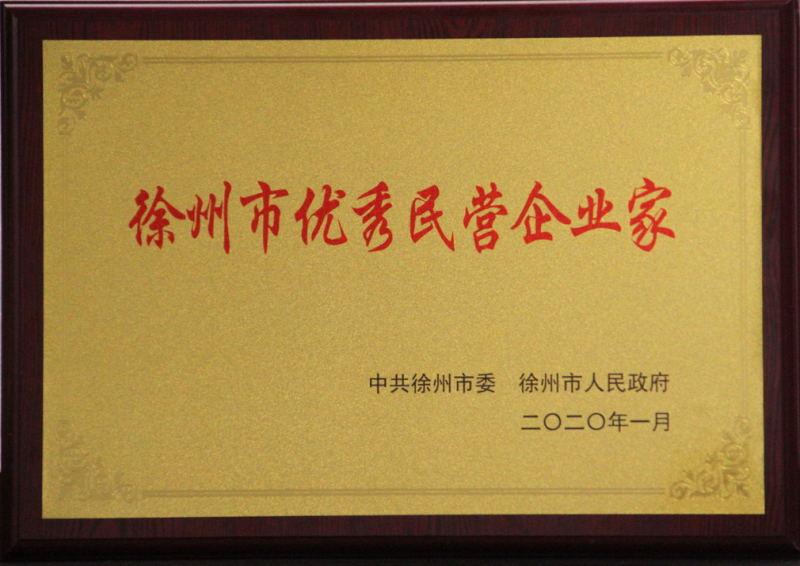 徐州市优秀民营企业家
中共徐州市委 徐州市人民政府
二〇二〇年一月